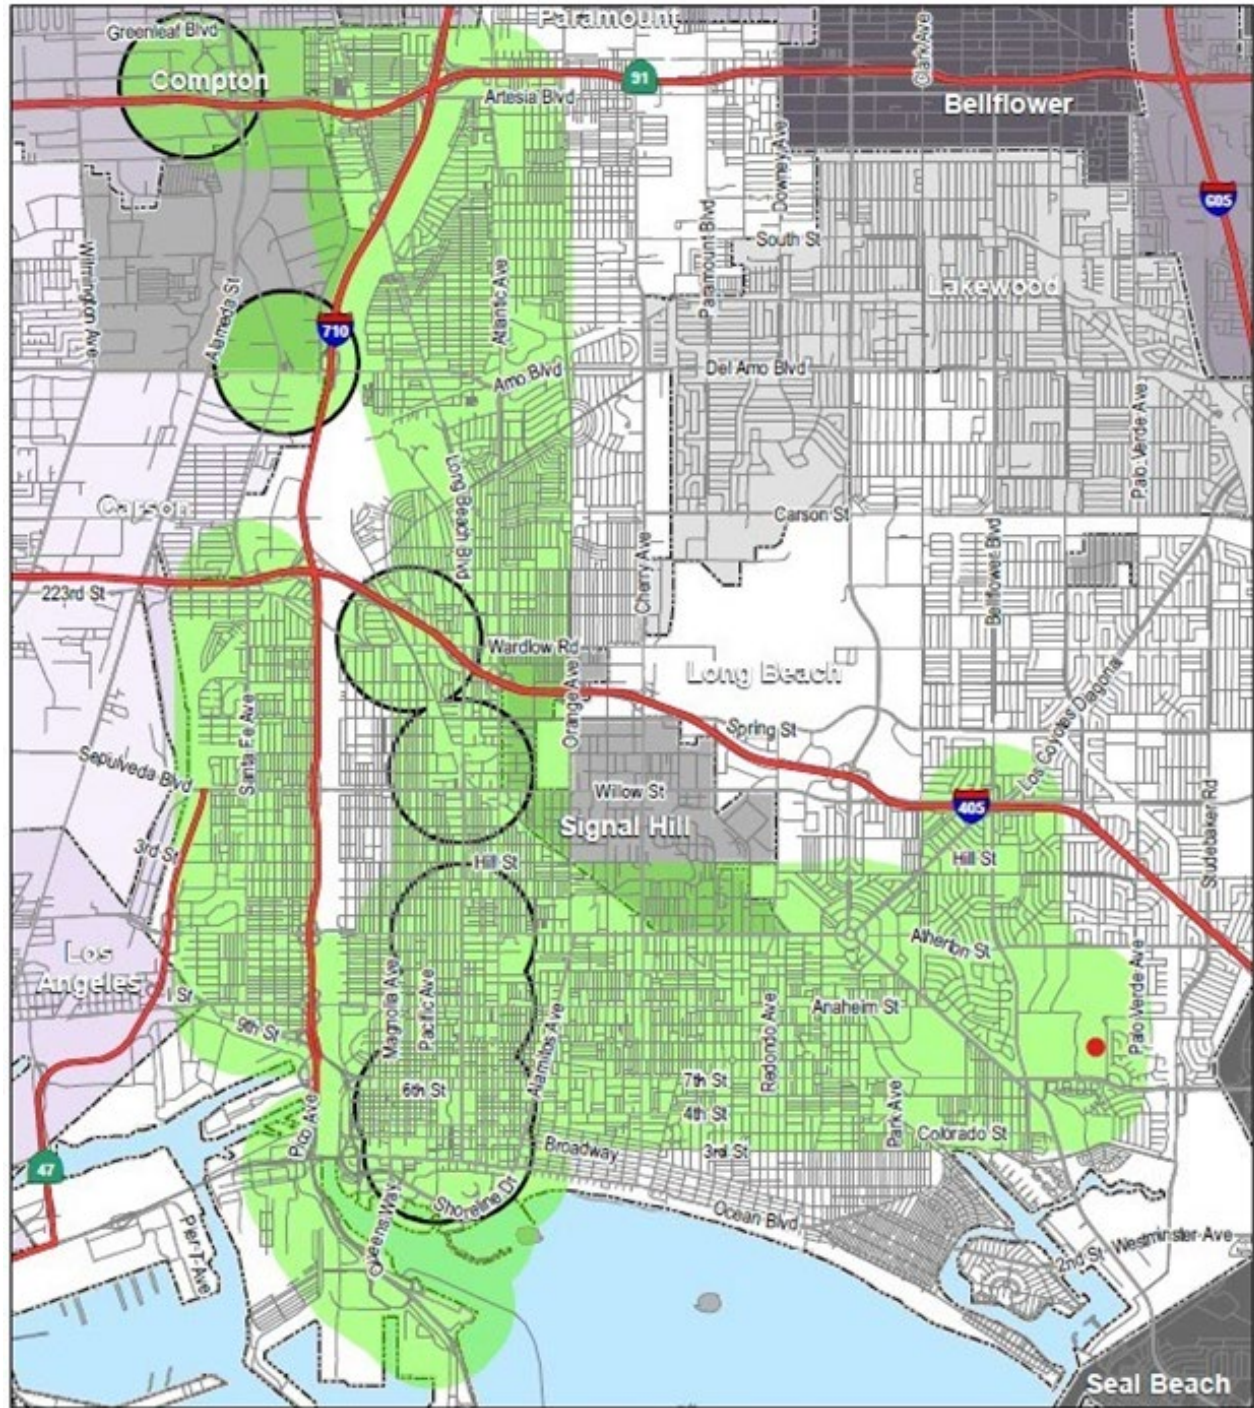 Paramount
Greenleaf Blvd
Compton
91
Clark Ave
Artesia Blvd
Bellflower
Downey Ave
605
Wilmington Ave
Alameda St
Atlantic Ave
Paramount Blvd
South St
Lakewood
710
Amo Blvd
Del Amo Blvd
Palo Verde Ave
Long Beach Blvd
Carson
Carson St
Cherry Ave
Bellflower Blvd
223rd St
Wardlow Rd
Orange Ave
Long Beach
Los Coyotes Diagonal
Santa Fe Ave
Spring St
Sepulveda Blvd
Willow St
405
Signal Hill
Studebaker Rd
3rd St
Hill St
Hill St
Los
Angeles
Atherton St
I St
Magnolia Ave
Pacific Ave
Alamitos Ave
Redondo Ave
Anaheim St
Palo Verde Ave
9th St
6th St
7th St
4th St
Park Ave
Pico Ave
Colorado St
Broadway
3rd St
47
Shoreline Dr
Queens Way
Ocean Blvd
Pier T Ave
2nd St
Westminster Ave
Seal Beach